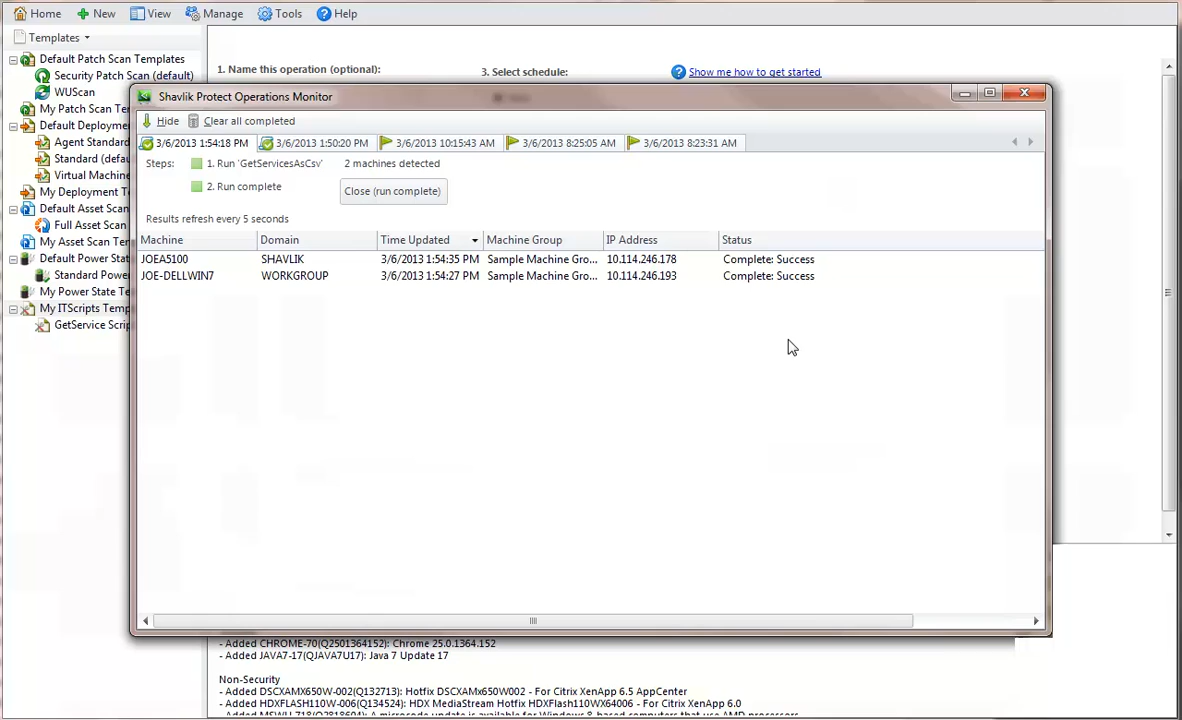 Home New View Manage Tools Help
Templates
Default Patch Scan Templates
Security Patch Scan (default)
WUScan
My Patch Scan Tem
Default Deployme
Agent Standard
Standard (defau
Virtual Machine
My Deployment T
Default Asset Scan
Full Asset Scan
My Asset Scan Tem
Default Power Stat
Standard Power
My Power State Te
My ITScripts Temp
GetService Scrip
1. Name this operation (optional): 3. Select schedule: Show me how to get started
Shavlik Protect Operations Monitor
Hide Clear all completed
3/6/2013 1:54:18 PM 3/6/2013 1:50:20 PM 3/6/2013 10:15:43 AM 3/6/2013 8:25:05 AM 3/6/2013 8:23:31 AM
Steps: 1. Run 'GetServicesAsCsv' 2 machines detected
2. Run complete Close (run complete)
Results refresh every 5 seconds
Machine Domain Time Updated Machine Group IP Address Status
JOEA5100 SHAVLIK 3/6/2013 1:54:35 PM Sample Machine Gro... 10.114.246.178 Complete: Success
JOE-DELLWIN7 WORKGROUP 3/6/2013 1:54:27 PM Sample Machine Gro... 10.114.246.193 Complete: Success
- Added CHROME-70(Q2501364152): Chrome 25.0.1364.152
- Added JAVA7-17(QJAVA7U17): Java 7 Update 17
Non-Security
- Added DSCXAMX650W-002(Q132713): Hotfix DSCXAMx650W002 - For Citrix XenApp 6.5 AppCenter
- Added HDXFLASH110W-006(Q134524): HDX MediaStream Hotfix HDXFlash110WX64006 - For Citrix XenApp 6.0